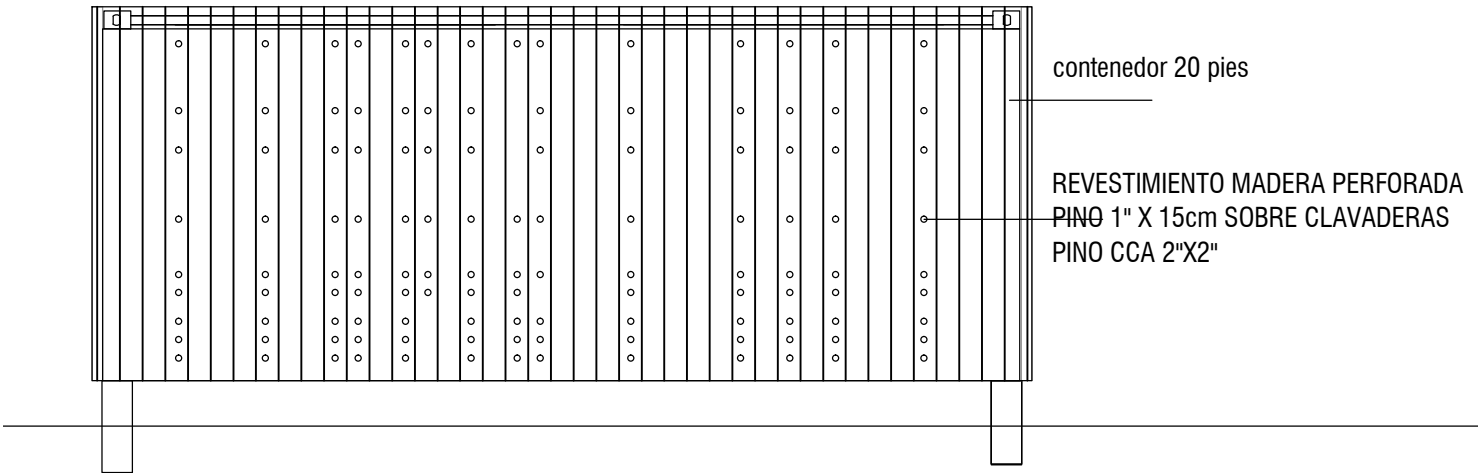 contenedor 20 pies
REVESTIMIENTO MADERA PERFORADA
PINO 1" X 15cm SOBRE CLAVADERAS
PINO CCA 2"X2"